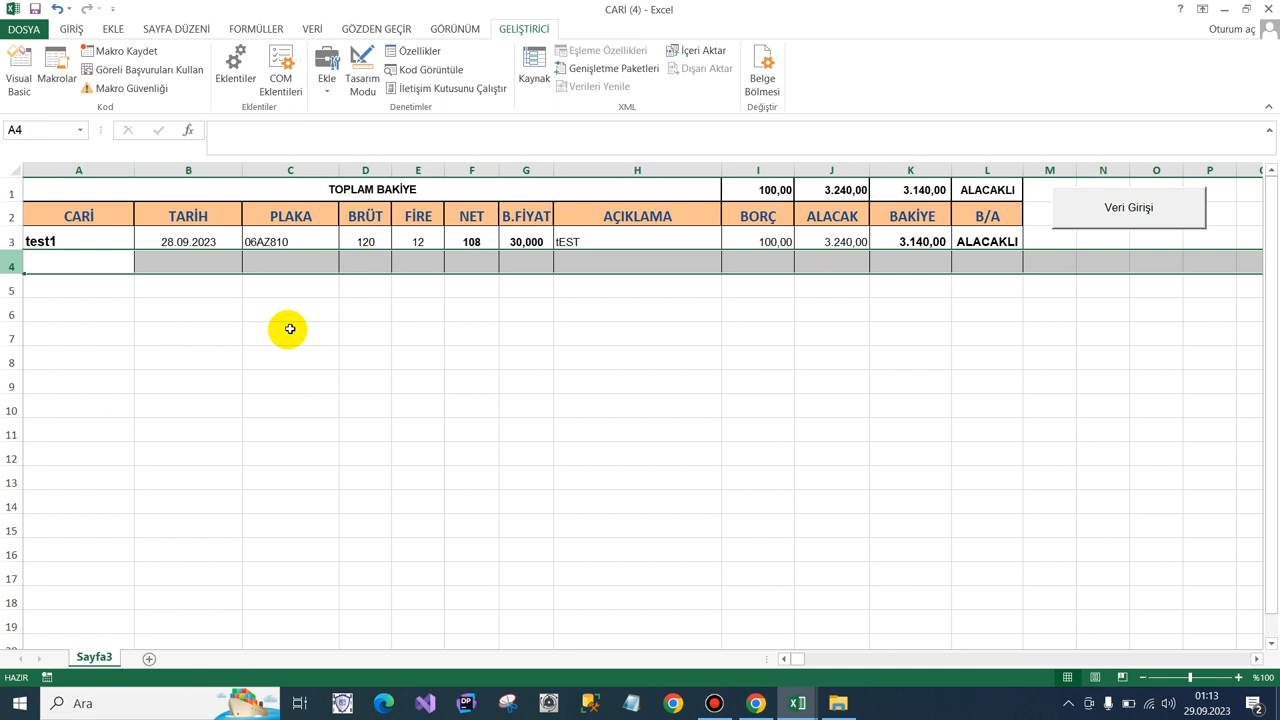 CARİ (4) - Excel
DOSYA GİRİŞ EKLE SAYFA DÜZENİ FORMÜLLER VERİ GÖZDEN GEÇİR GÖRÜNÜM GELİŞTİRİCİ Oturum aç
Visual Basic
Makrolar
Makro Kaydet
Göreli Başvuruları Kullan
Makro Güvenliği
Kod
Eklentiler
COM Eklentileri
Eklentiler
Ekle
Tasarım Modu
Özellikler
Kod Görüntüle
İletişim Kutusunu Çalıştır
Denetimler
Kaynak
Eşleme Özellikleri
Genişletme Paketleri
Verileri Yenile
İçeri Aktar
Dışarı Aktar
XML
Belge Bölmesi
Değiştir
A4
A B C D E F G H I J K L M N O P
1 TOPLAM BAKİYE 100,00 3.240,00 3.140,00 ALACAKLI
Veri Girişi
2 CARİ TARİH PLAKA BRÜT FİRE NET B.FİYAT AÇIKLAMA BORÇ ALACAK BAKİYE B/A
3 test1 28.09.2023 06AZ810 120 12 108 30,000 tEST 100,00 3.240,00 3.140,00 ALACAKLI
4
5
6
7
8
9
10
11
12
13
14
15
16
17
18
19
Sayfa3
HAZIR %100
Ara
01:13
29.09.2023
2